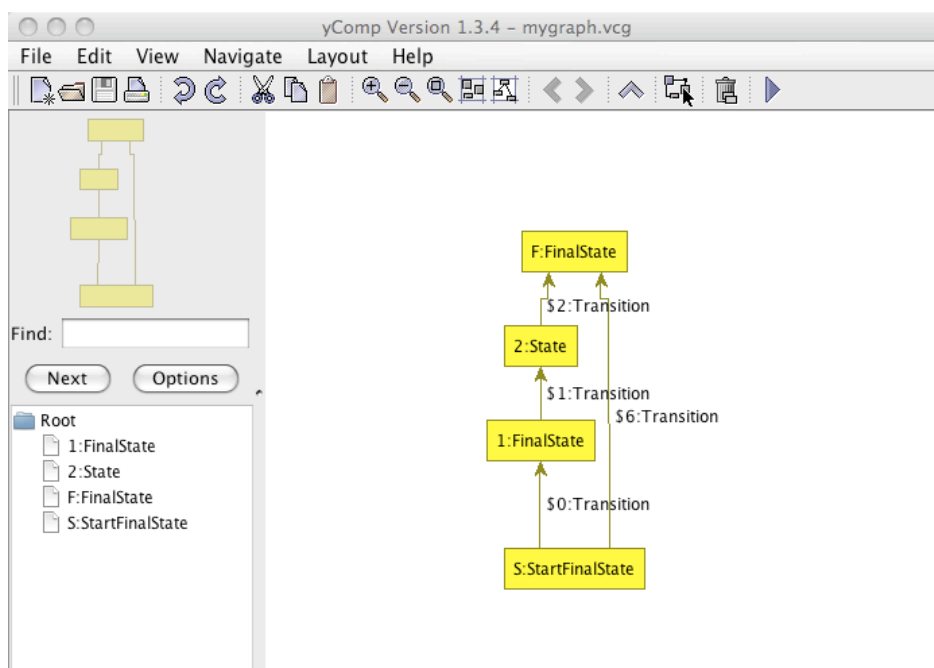 yComp Version 1.3.4 – mygraph.vcg
File Edit View Navigate Layout Help
Find:
Next Options
Root
1:FinalState
2:State
F:FinalState
S:StartFinalState
F:FinalState
$2:Transition
2:State
$1:Transition
$6:Transition
1:FinalState
$0:Transition
S:StartFinalState